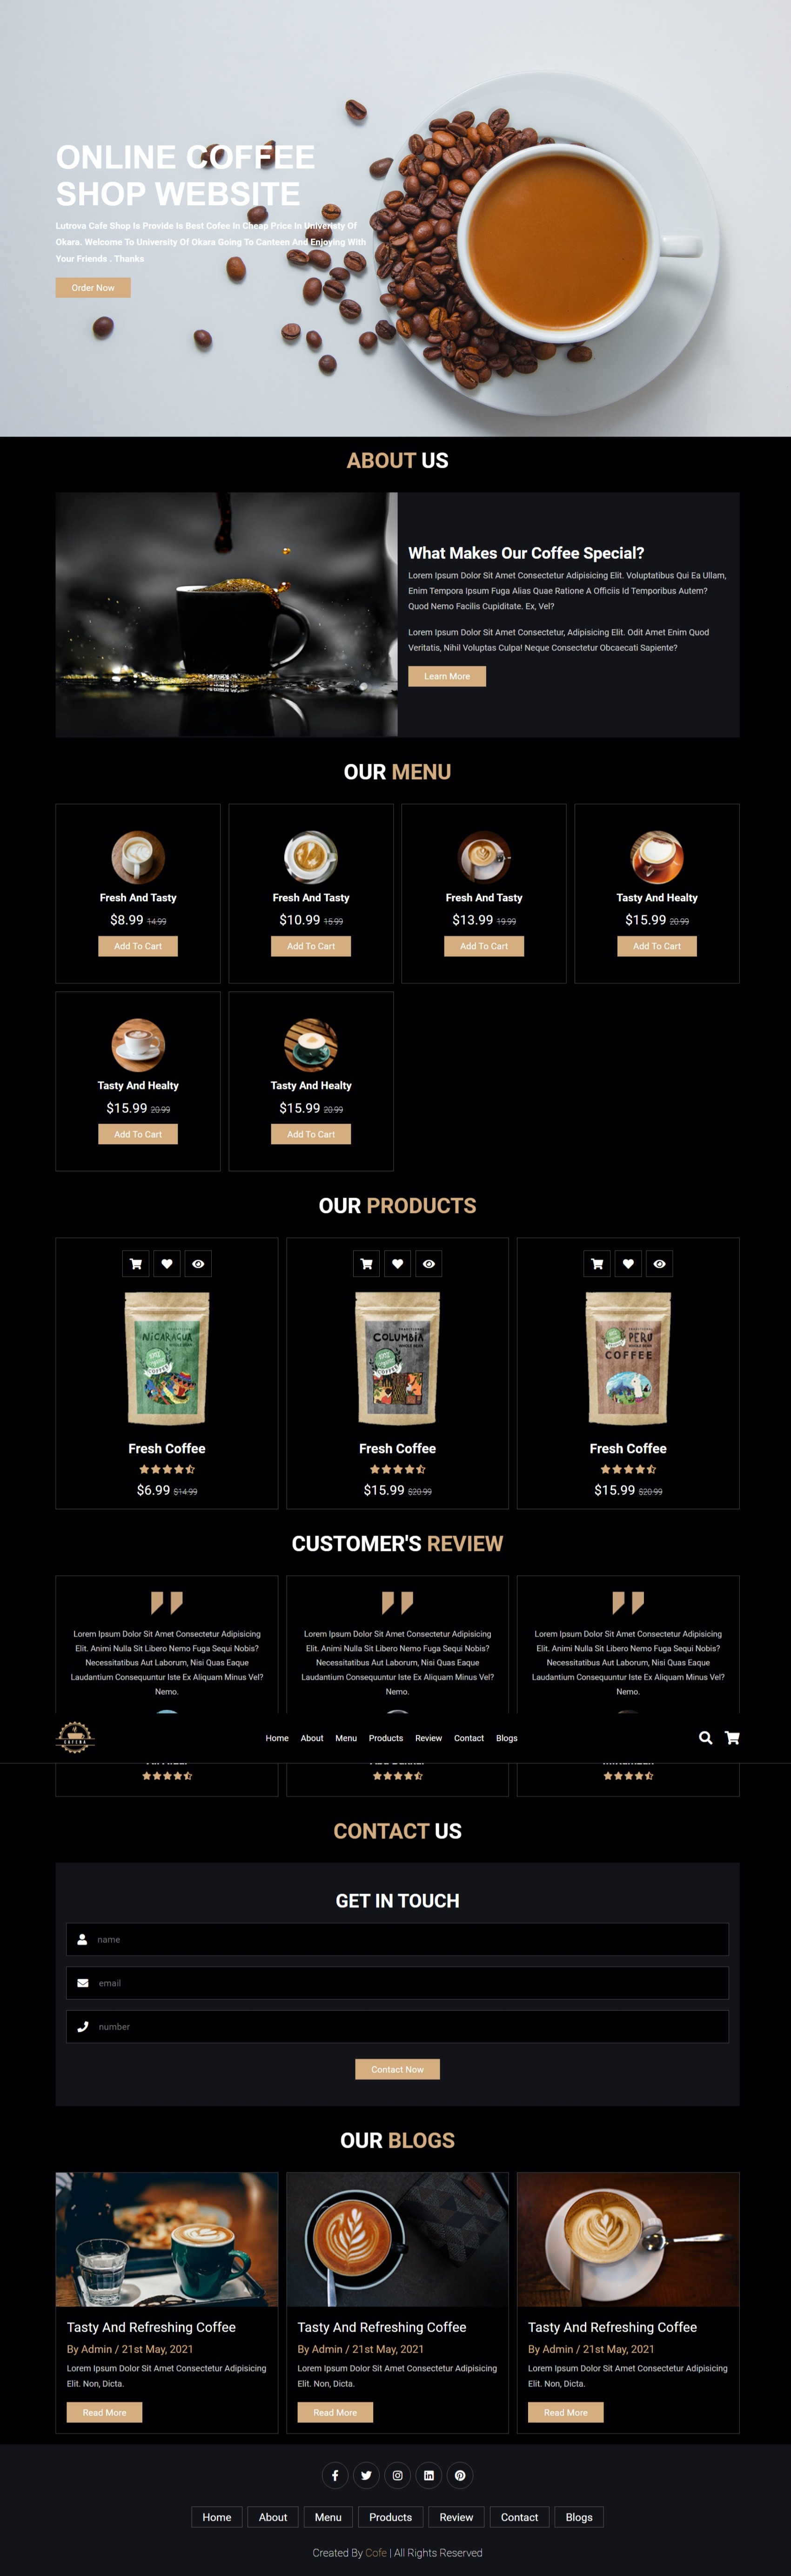 ONLINE COFFEE
SHOP WEBSITE
Lutrova Cafe Shop Is Provide Is Best Cofee In Cheap Price In Univeristy Of
Okara. Welcome To University Of Okara Going To Canteen And Enjoying With
Your Friends . Thanks
Order Now
ABOUT US
What Makes Our Coffee Special?
Lorem Ipsum Dolor Sit Amet Consectetur Adipisicing Elit. Voluptatibus Qui Ea Ullam,
Enim Tempora Ipsum Fuga Alias Quae Ratione A Officiis Id Temporibus Autem?
Quod Nemo Facilis Cupiditate. Ex, Vel?
Lorem Ipsum Dolor Sit Amet Consectetur, Adipisicing Elit. Odit Amet Enim Quod
Veritatis, Nihil Voluptas Culpa! Neque Consectetur Obcaecati Sapiente?
Learn More
OUR MENU
Fresh And Tasty
$8.99 14.99
Add To Cart
Fresh And Tasty
$10.99 15.99
Add To Cart
Fresh And Tasty
$13.99 19.99
Add To Cart
Tasty And Healty
$15.99 20.99
Add To Cart
Tasty And Healty
$15.99 20.99
Add To Cart
Tasty And Healty
$15.99 20.99
Add To Cart
OUR PRODUCTS
NICARAGUA
COFFEE
Fresh Coffee
$6.99 $14.99
COLUMBIA
COFFEE
Fresh Coffee
$15.99 $20.99
PERU
COFFEE
Fresh Coffee
$15.99 $20.99
CUSTOMER'S REVIEW
Lorem Ipsum Dolor Sit Amet Consectetur Adipisicing
Elit. Animi Nulla Sit Libero Nemo Fuga Sequi Nobis?
Necessitatibus Aut Laborum, Nisi Quas Eaque
Laudantium Consequuntur Iste Ex Aliquam Minus Vel?
Nemo.
Lorem Ipsum Dolor Sit Amet Consectetur Adipisicing
Elit. Animi Nulla Sit Libero Nemo Fuga Sequi Nobis?
Necessitatibus Aut Laborum, Nisi Quas Eaque
Laudantium Consequuntur Iste Ex Aliquam Minus Vel?
Nemo.
Lorem Ipsum Dolor Sit Amet Consectetur Adipisicing
Elit. Animi Nulla Sit Libero Nemo Fuga Sequi Nobis?
Necessitatibus Aut Laborum, Nisi Quas Eaque
Laudantium Consequuntur Iste Ex Aliquam Minus Vel?
Nemo.
Home About Menu Products Review Contact Blogs
CONTACT US
GET IN TOUCH
name
email
number
Contact Now
OUR BLOGS
Tasty And Refreshing Coffee
By Admin / 21st May, 2021
Lorem Ipsum Dolor Sit Amet Consectetur Adipisicing
Elit. Non, Dicta.
Read More
Tasty And Refreshing Coffee
By Admin / 21st May, 2021
Lorem Ipsum Dolor Sit Amet Consectetur Adipisicing
Elit. Non, Dicta.
Read More
Tasty And Refreshing Coffee
By Admin / 21st May, 2021
Lorem Ipsum Dolor Sit Amet Consectetur Adipisicing
Elit. Non, Dicta.
Read More
Home About Menu Products Review Contact Blogs
Created By Cofe | All Rights Reserved